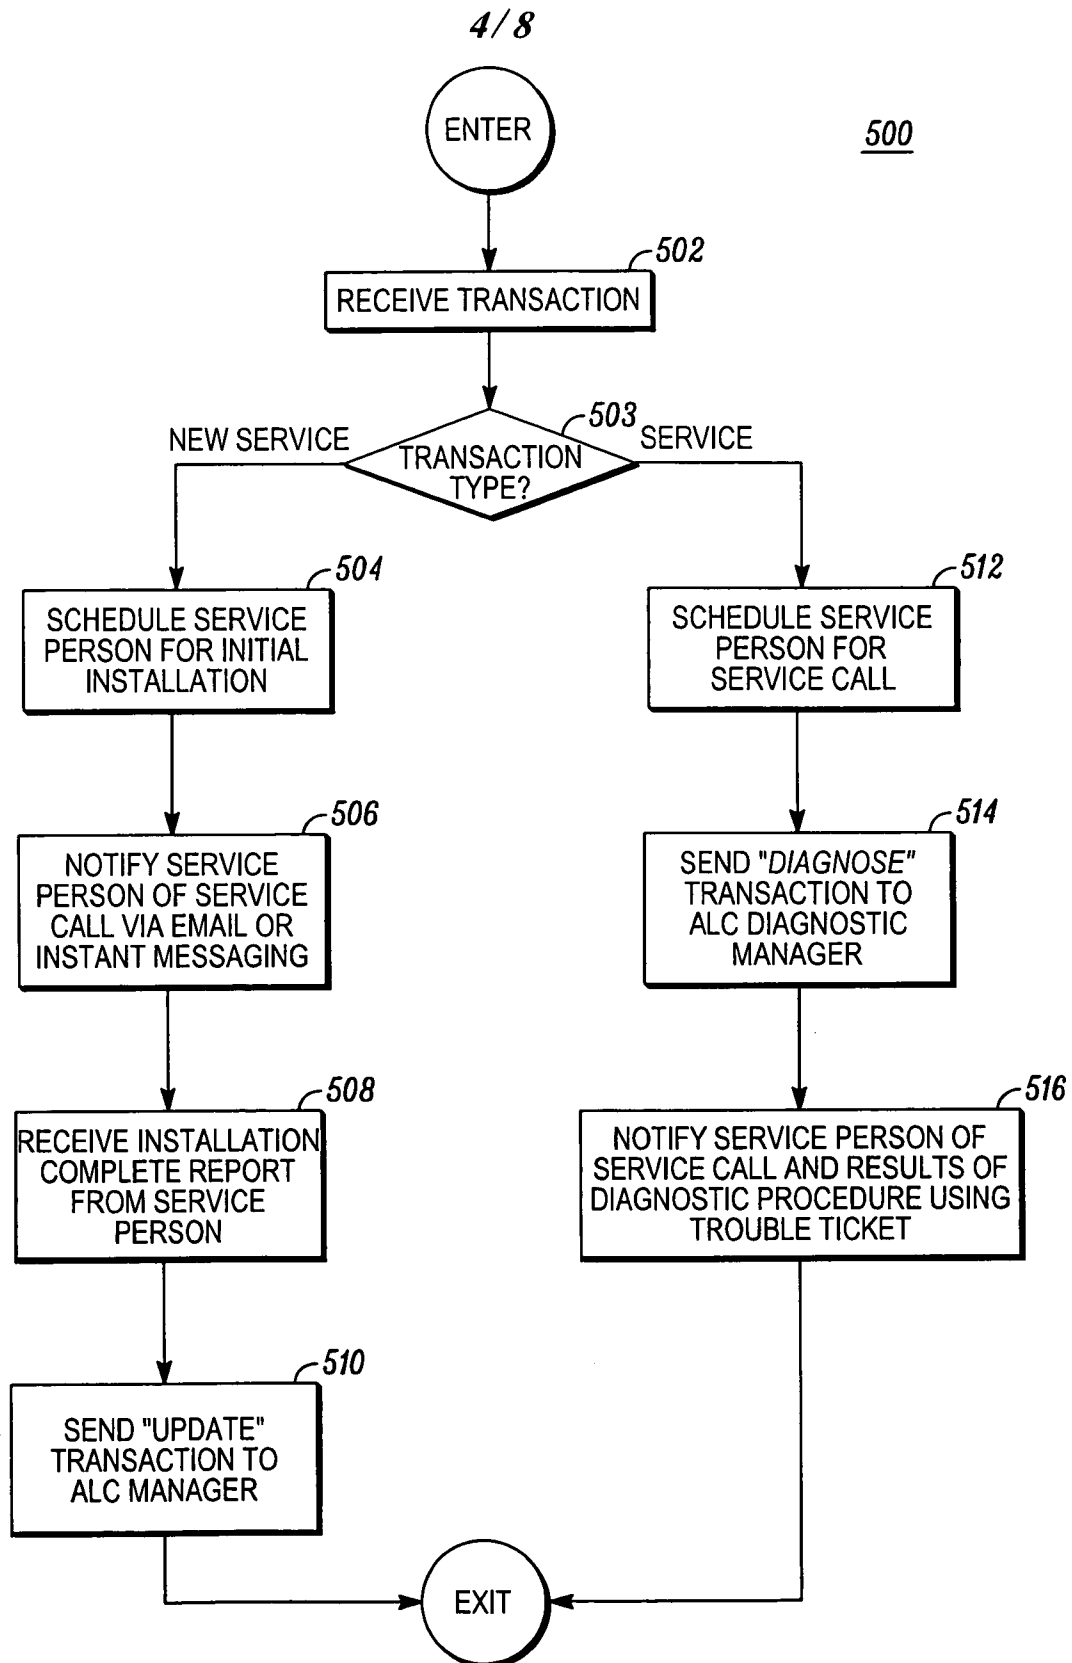 4/8
ENTER
500
502
RECEIVE TRANSACTION
503
NEW SERVICE
SERVICE
TRANSACTION
TYPE?
504
SCHEDULE SERVICE
PERSON FOR INITIAL
INSTALLATION
512
SCHEDULE SERVICE
PERSON FOR
SERVICE CALL
506
NOTIFY SERVICE
PERSON OF SERVICE
CALL VIA EMAIL OR
INSTANT MESSAGING
514
SEND "DIAGNOSE"
TRANSACTION TO
ALC DIAGNOSTIC
MANAGER
508
RECEIVE INSTALLATION
COMPLETE REPORT
FROM SERVICE
PERSON
516
NOTIFY SERVICE PERSON OF
SERVICE CALL AND RESULTS OF
DIAGNOSTIC PROCEDURE USING
TROUBLE TICKET
510
SEND "UPDATE"
TRANSACTION TO
ALC MANAGER
EXIT